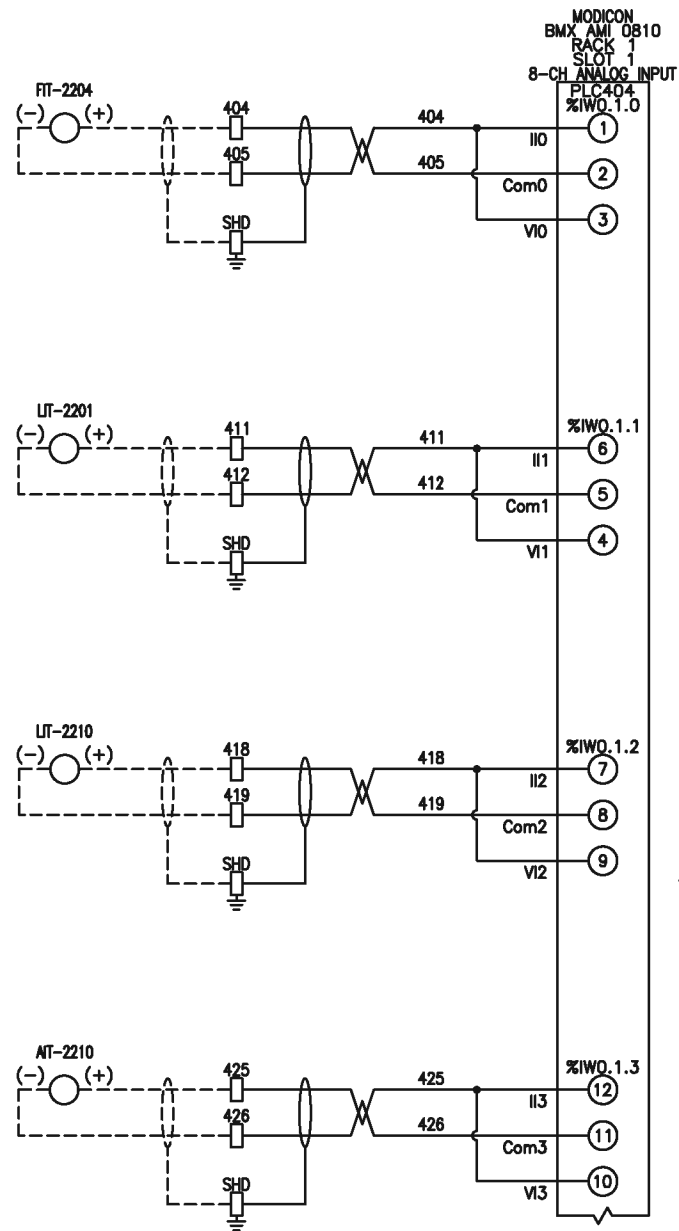 MODICON
BMX AMI 0810
RACK 1
SLOT 1
8-CH ANALOG INPUT
PLC404
%IW0.1.0
FIT-2204
(-) (+)
404
404
II0
1
405
405
Com0
2
SHD
VI0
3
LIT-2201
(-) (+)
411
411
%IW0.1.1
II1
6
412
412
Com1
5
SHD
VI1
4
LIT-2210
(-) (+)
418
418
%IW0.1.2
II2
7
419
419
Com2
8
SHD
VI2
9
AIT-2210
(-) (+)
425
425
%IW0.1.3
II3
12
426
426
Com3
11
SHD
VI3
10